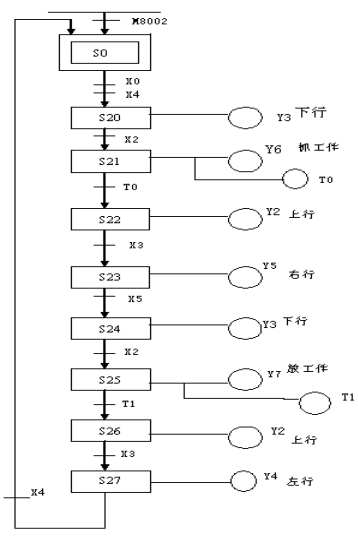 M8002
S0
X0
X4
S20 Y3 下行
X2
S21 Y6 抓工件
T0 T0
S22 Y2 上行
X3
S23 Y5 右行
X5
S24 Y3 下行
X2
S25 Y7 放工件
T1 T1
S26 Y2 上行
X3
S27 Y4 左行
X4